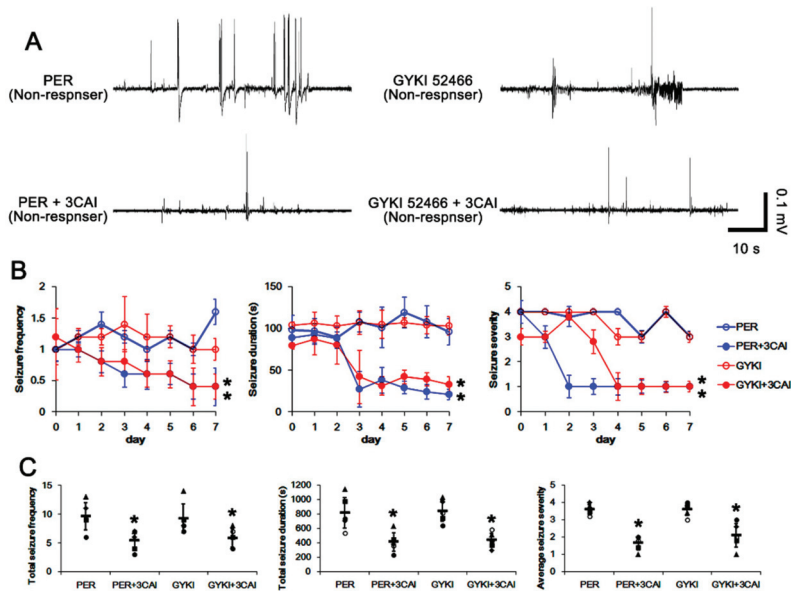 A
PER
(Non-respnser)
GYKI 52466
(Non-respnser)
PER + 3CAI
(Non-respnser)
GYKI 52466 + 3CAI
(Non-respnser)
0.1 mV
10 s
B
Seizure frequency
2
1.5
1
0.5
0
0 1 2 3 4 5 6 7
day
* *
Seizure duration (s)
150
100
50
0
0 1 2 3 4 5 6 7
day
* *
Seizure severity
5
4
3
2
1
0
0 1 2 3 4 5 6 7
day
* *
PER
PER+3CAI
GYKI
GYKI+3CAI
C
Total seizure frequency
15
10
5
0
* *
PER PER+3CAI GYKI GYKI+3CAI
Total seizure duration (s)
1200
1000
800
600
400
200
0
* *
PER PER+3CAI GYKI GYKI+3CAI
Average seizure severity
5
4
3
2
1
0
* *
PER PER+3CAI GYKI GYKI+3CAI